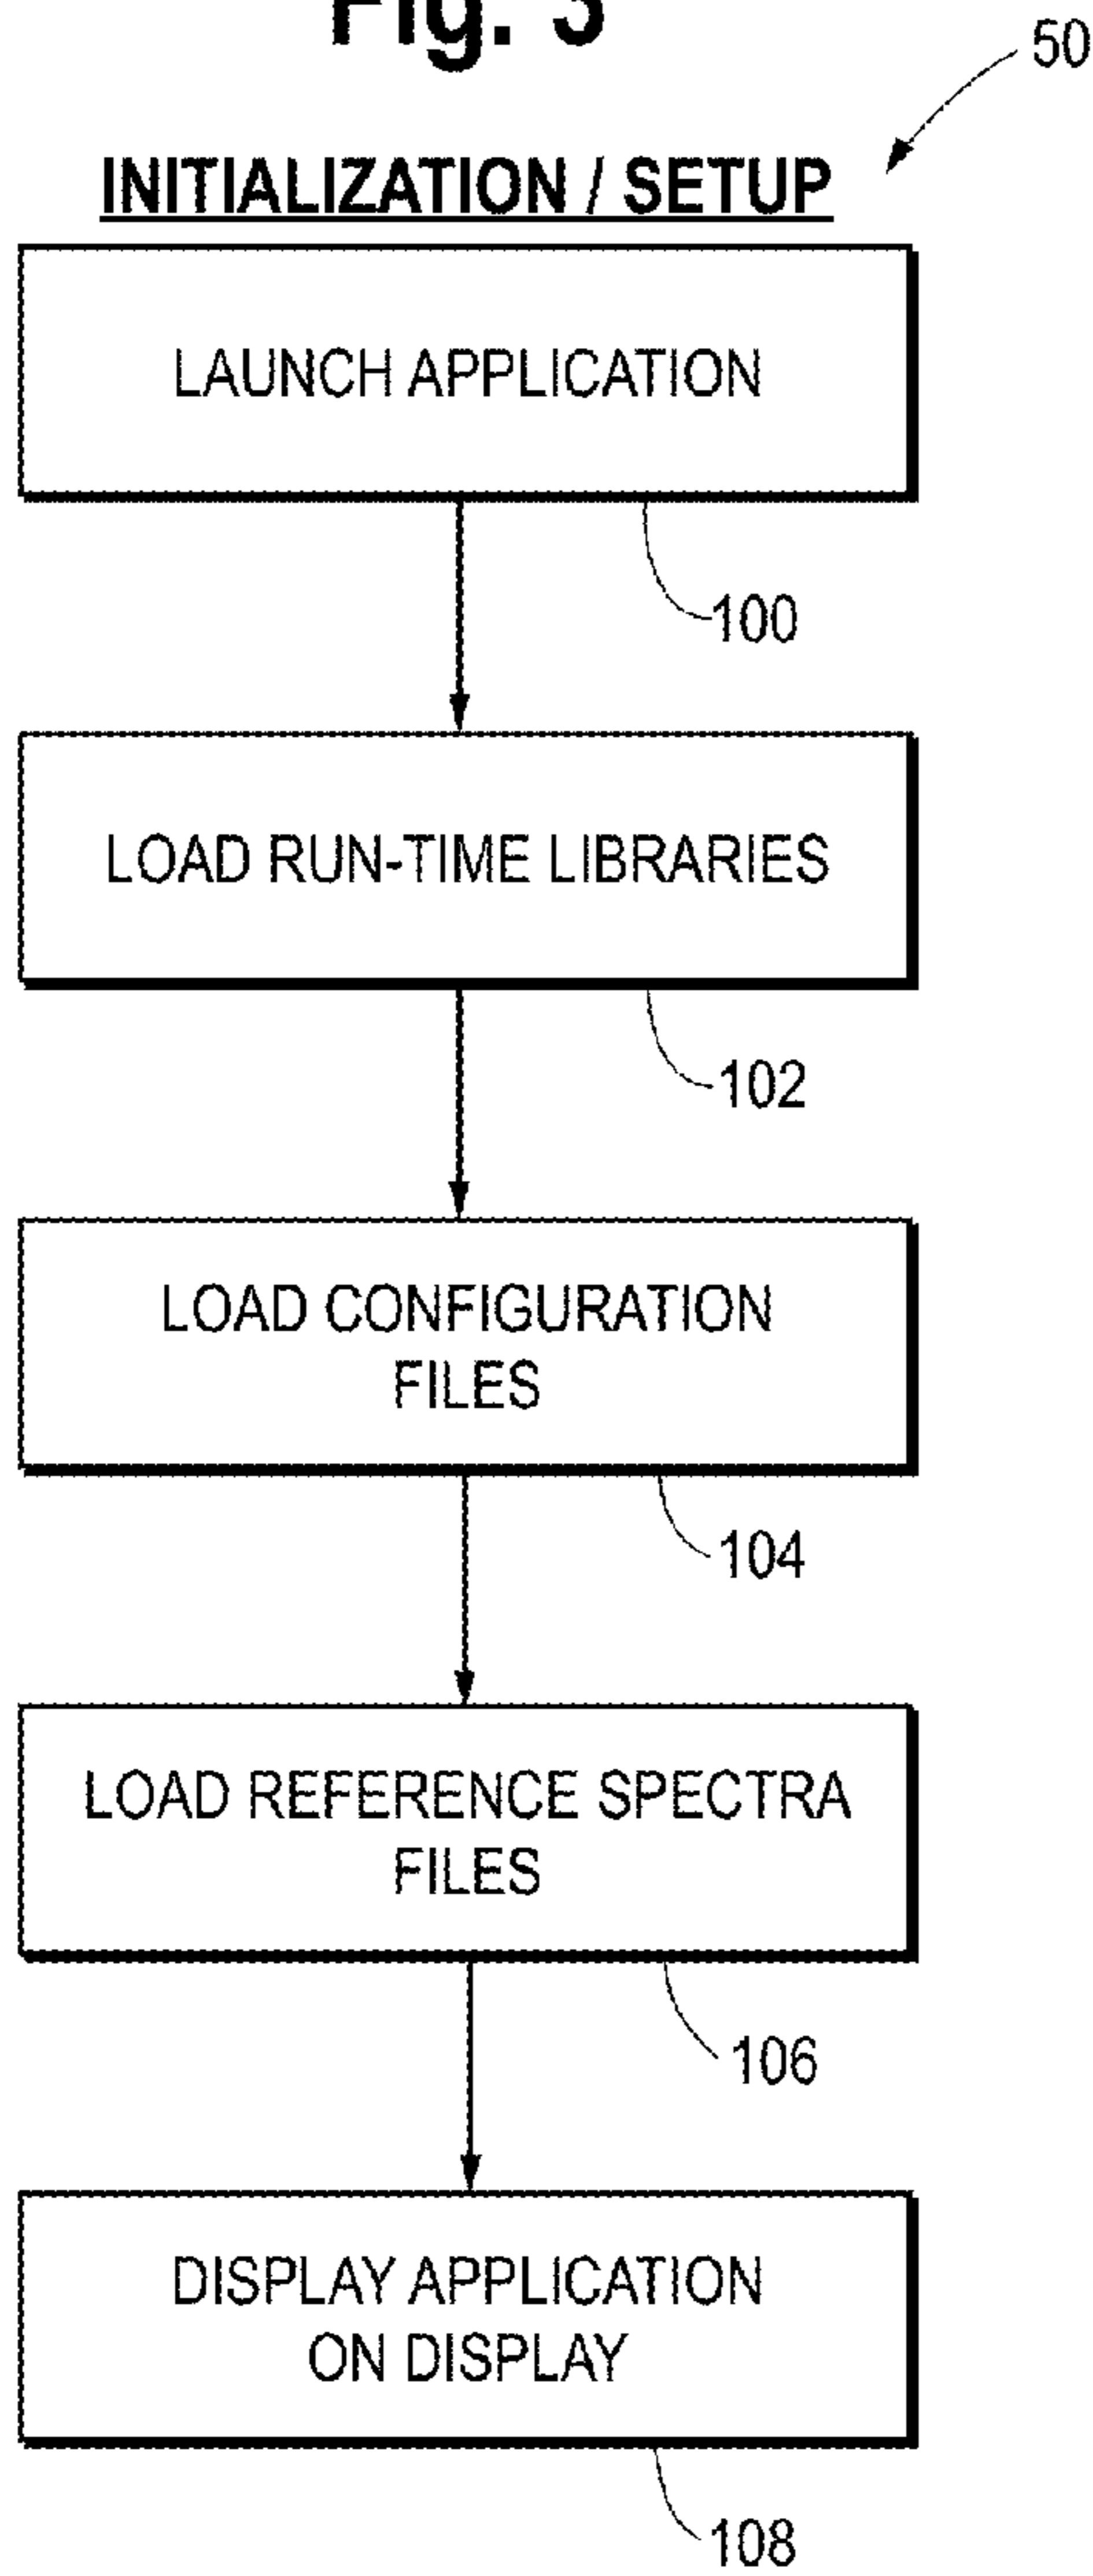 Fig. 3
50
INITIALIZATION / SETUP
LAUNCH APPLICATION
100
LOAD RUN-TIME LIBRARIES
102
LOAD CONFIGURATION
FILES
104
LOAD REFERENCE SPECTRA
FILES
106
DISPLAY APPLICATION
ON DISPLAY
108